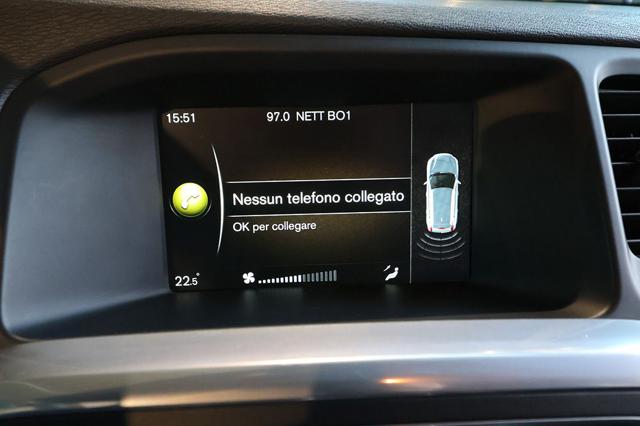 15:51 97.0 NETT BO1
Nessun telefono collegato
OK per collegare
22.5°